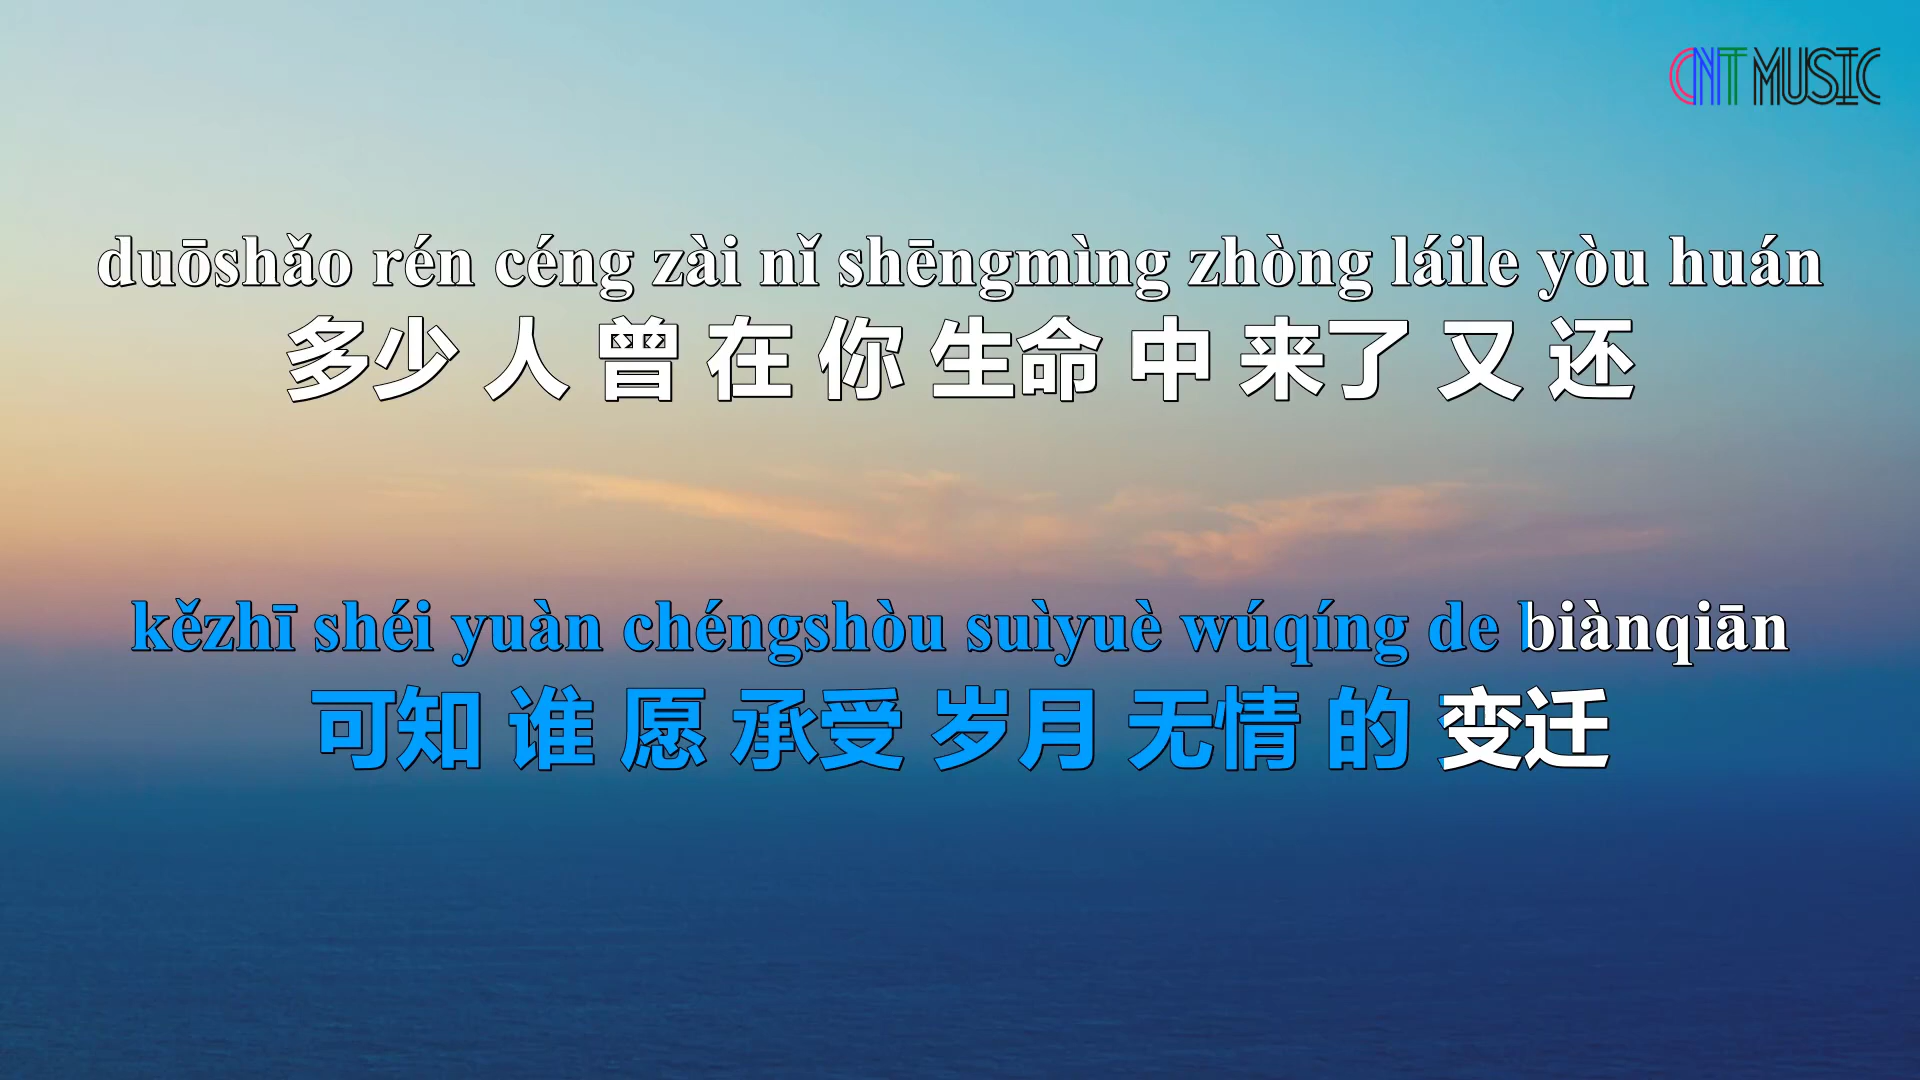 CNT MUSIC
duōshǎo rén céng zài nǐ shēngmìng zhòng láile yòu huán
多少 人 曾 在 你 生命 中 来了 又 还
kězhī shéi yuàn chéngshòu suìyuè wúqíng de biànqiān
可知 谁 愿 承受 岁月 无情 的 变迁